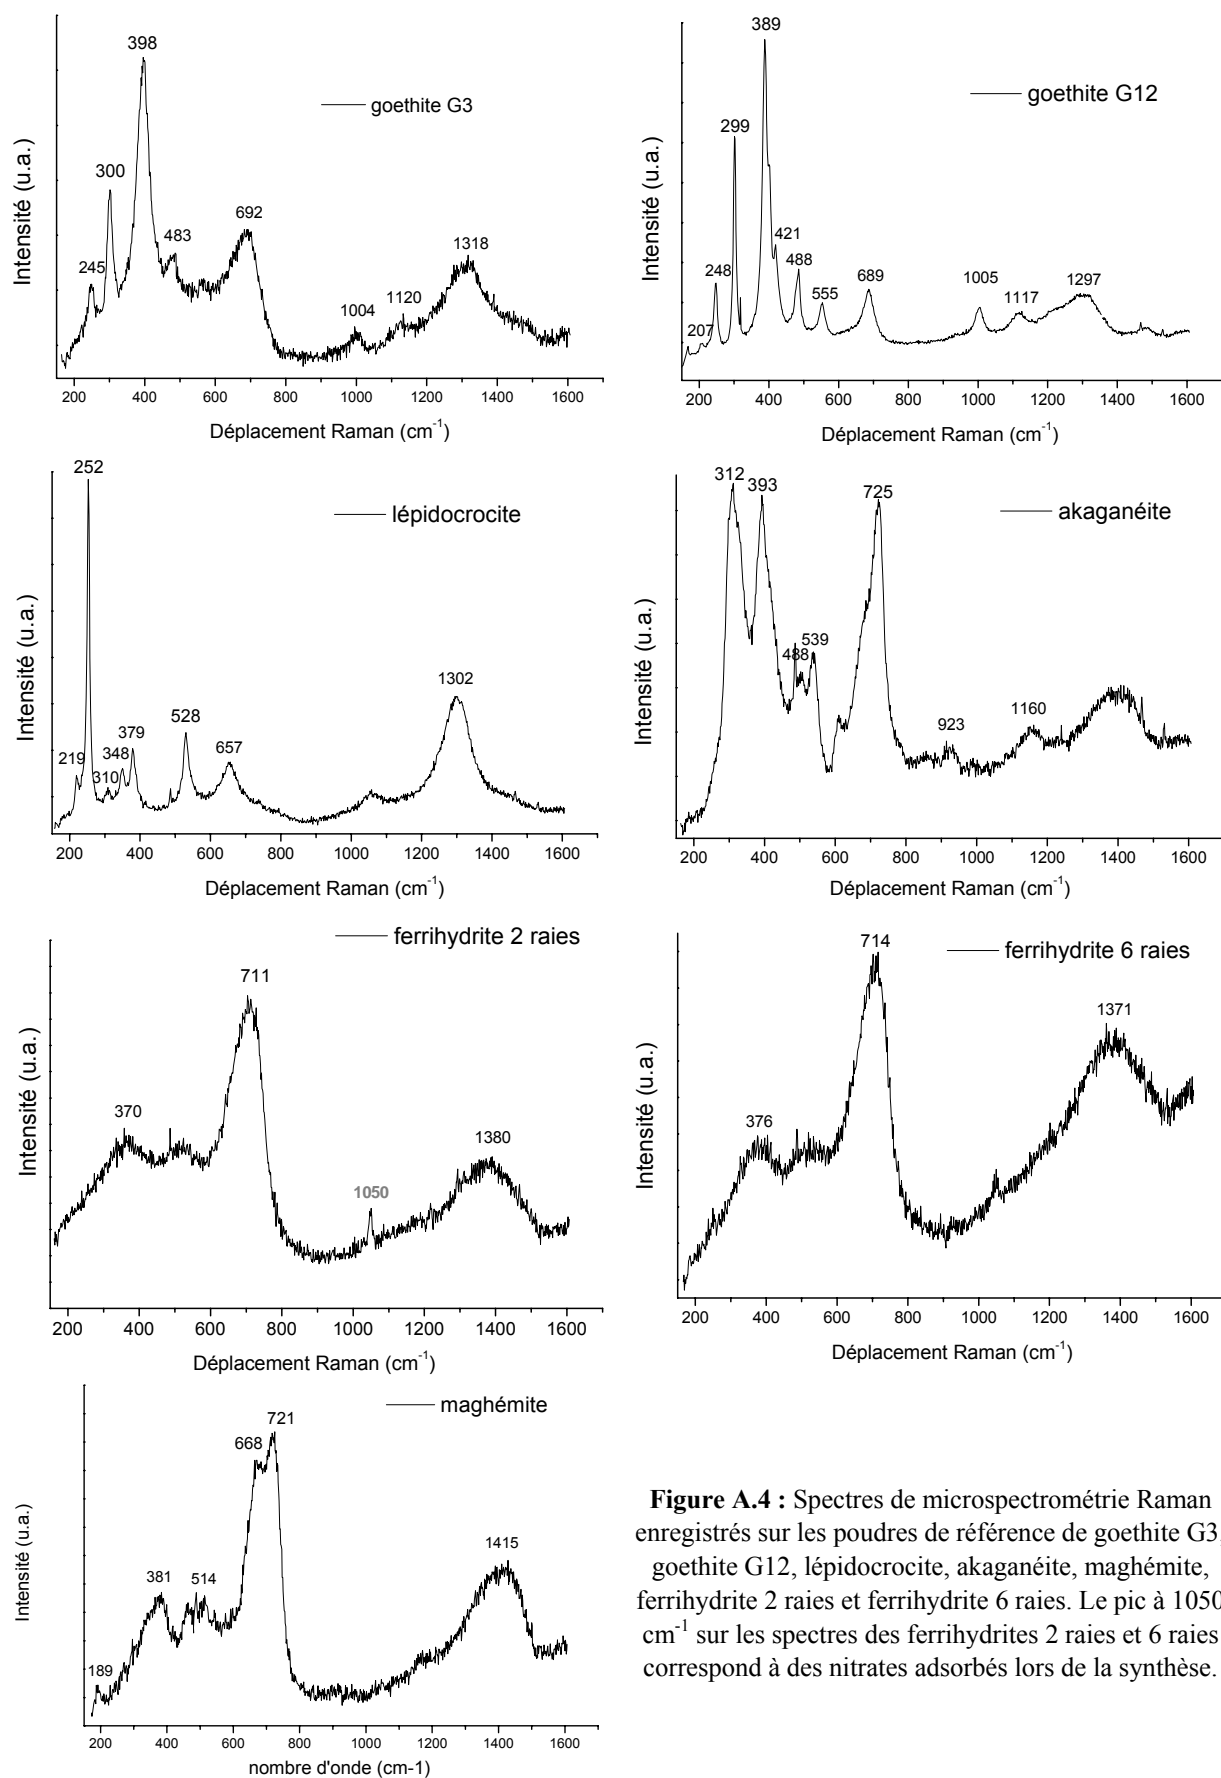 398
goethite G3
300
692
483
245
1318
1004
1120
Intensité (u.a.)
200 400 600 800 1000 1200 1400 1600
Déplacement Raman (cm-1)
389
goethite G12
299
421
248
488
207
555
689
1005
1117
1297
Intensité (u.a.)
200 400 600 800 1000 1200 1400 1600
Déplacement Raman (cm-1)
252
lépidocrocite
219
310
348
379
528
657
1302
Intensité (u.a.)
200 400 600 800 1000 1200 1400 1600
Déplacement Raman (cm-1)
312
393
725
akaganéite
488
539
923
1160
Intensité (u.a.)
200 400 600 800 1000 1200 1400 1600
Déplacement Raman (cm-1)
ferrihydrite 2 raies
711
370
1050
1380
Intensité (u.a.)
200 400 600 800 1000 1200 1400 1600
Déplacement Raman (cm-1)
714
ferrihydrite 6 raies
1371
376
Intensité (u.a.)
200 400 600 800 1000 1200 1400 1600
Déplacement Raman (cm-1)
maghémite
721
668
381
514
1415
189
Intensité (u.a.)
200 400 600 800 1000 1200 1400 1600
nombre d'onde (cm-1)
Figure A.4 : Spectres de microspectrométrie Raman
enregistrés sur les poudres de référence de goethite G3,
goethite G12, lépidocrocite, akaganéite, maghémite,
ferrihydrite 2 raies et ferrihydrite 6 raies. Le pic à 1050
cm-1 sur les spectres des ferrihydrites 2 raies et 6 raies
correspond à des nitrates adsorbés lors de la synthèse.